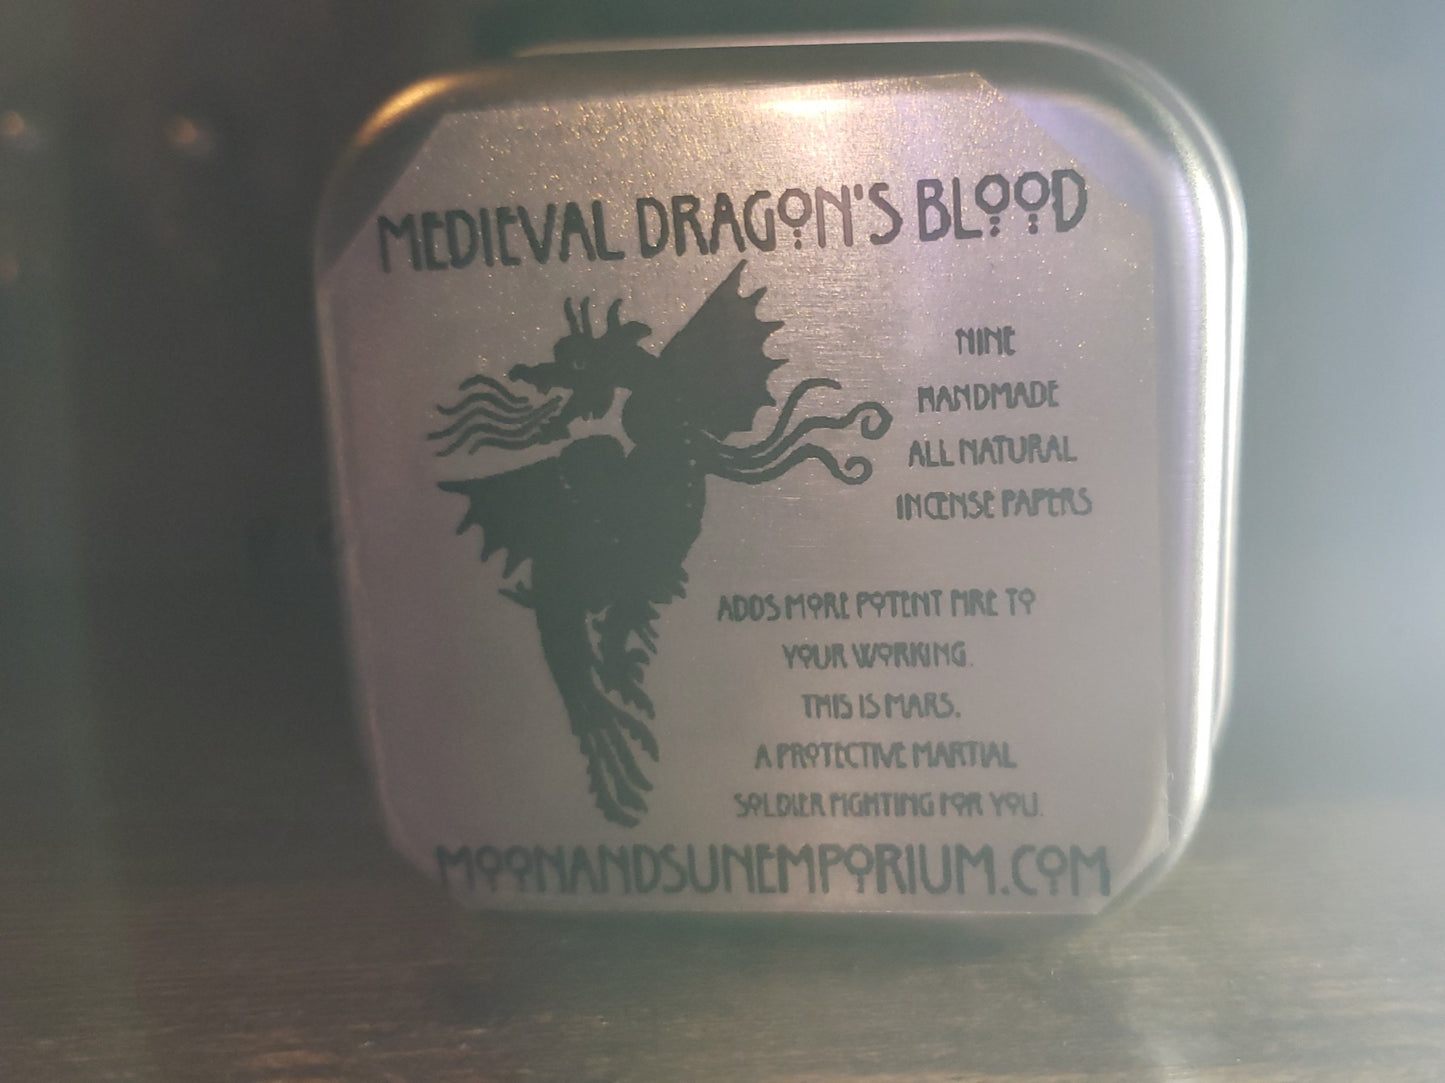 MEDIEVAL DRAGON'S BLOOD
NINE
HANDMADE
ALL NATURAL
INCENSE PAPERS
ADDS MORE POTENT FIRE TO
YOUR WORKING.
THIS IS MARS.
A PROTECTIVE MARTIAL
SOLDIER FIGHTING FOR YOU.
MOONANDSUNEMPORIUM.COM